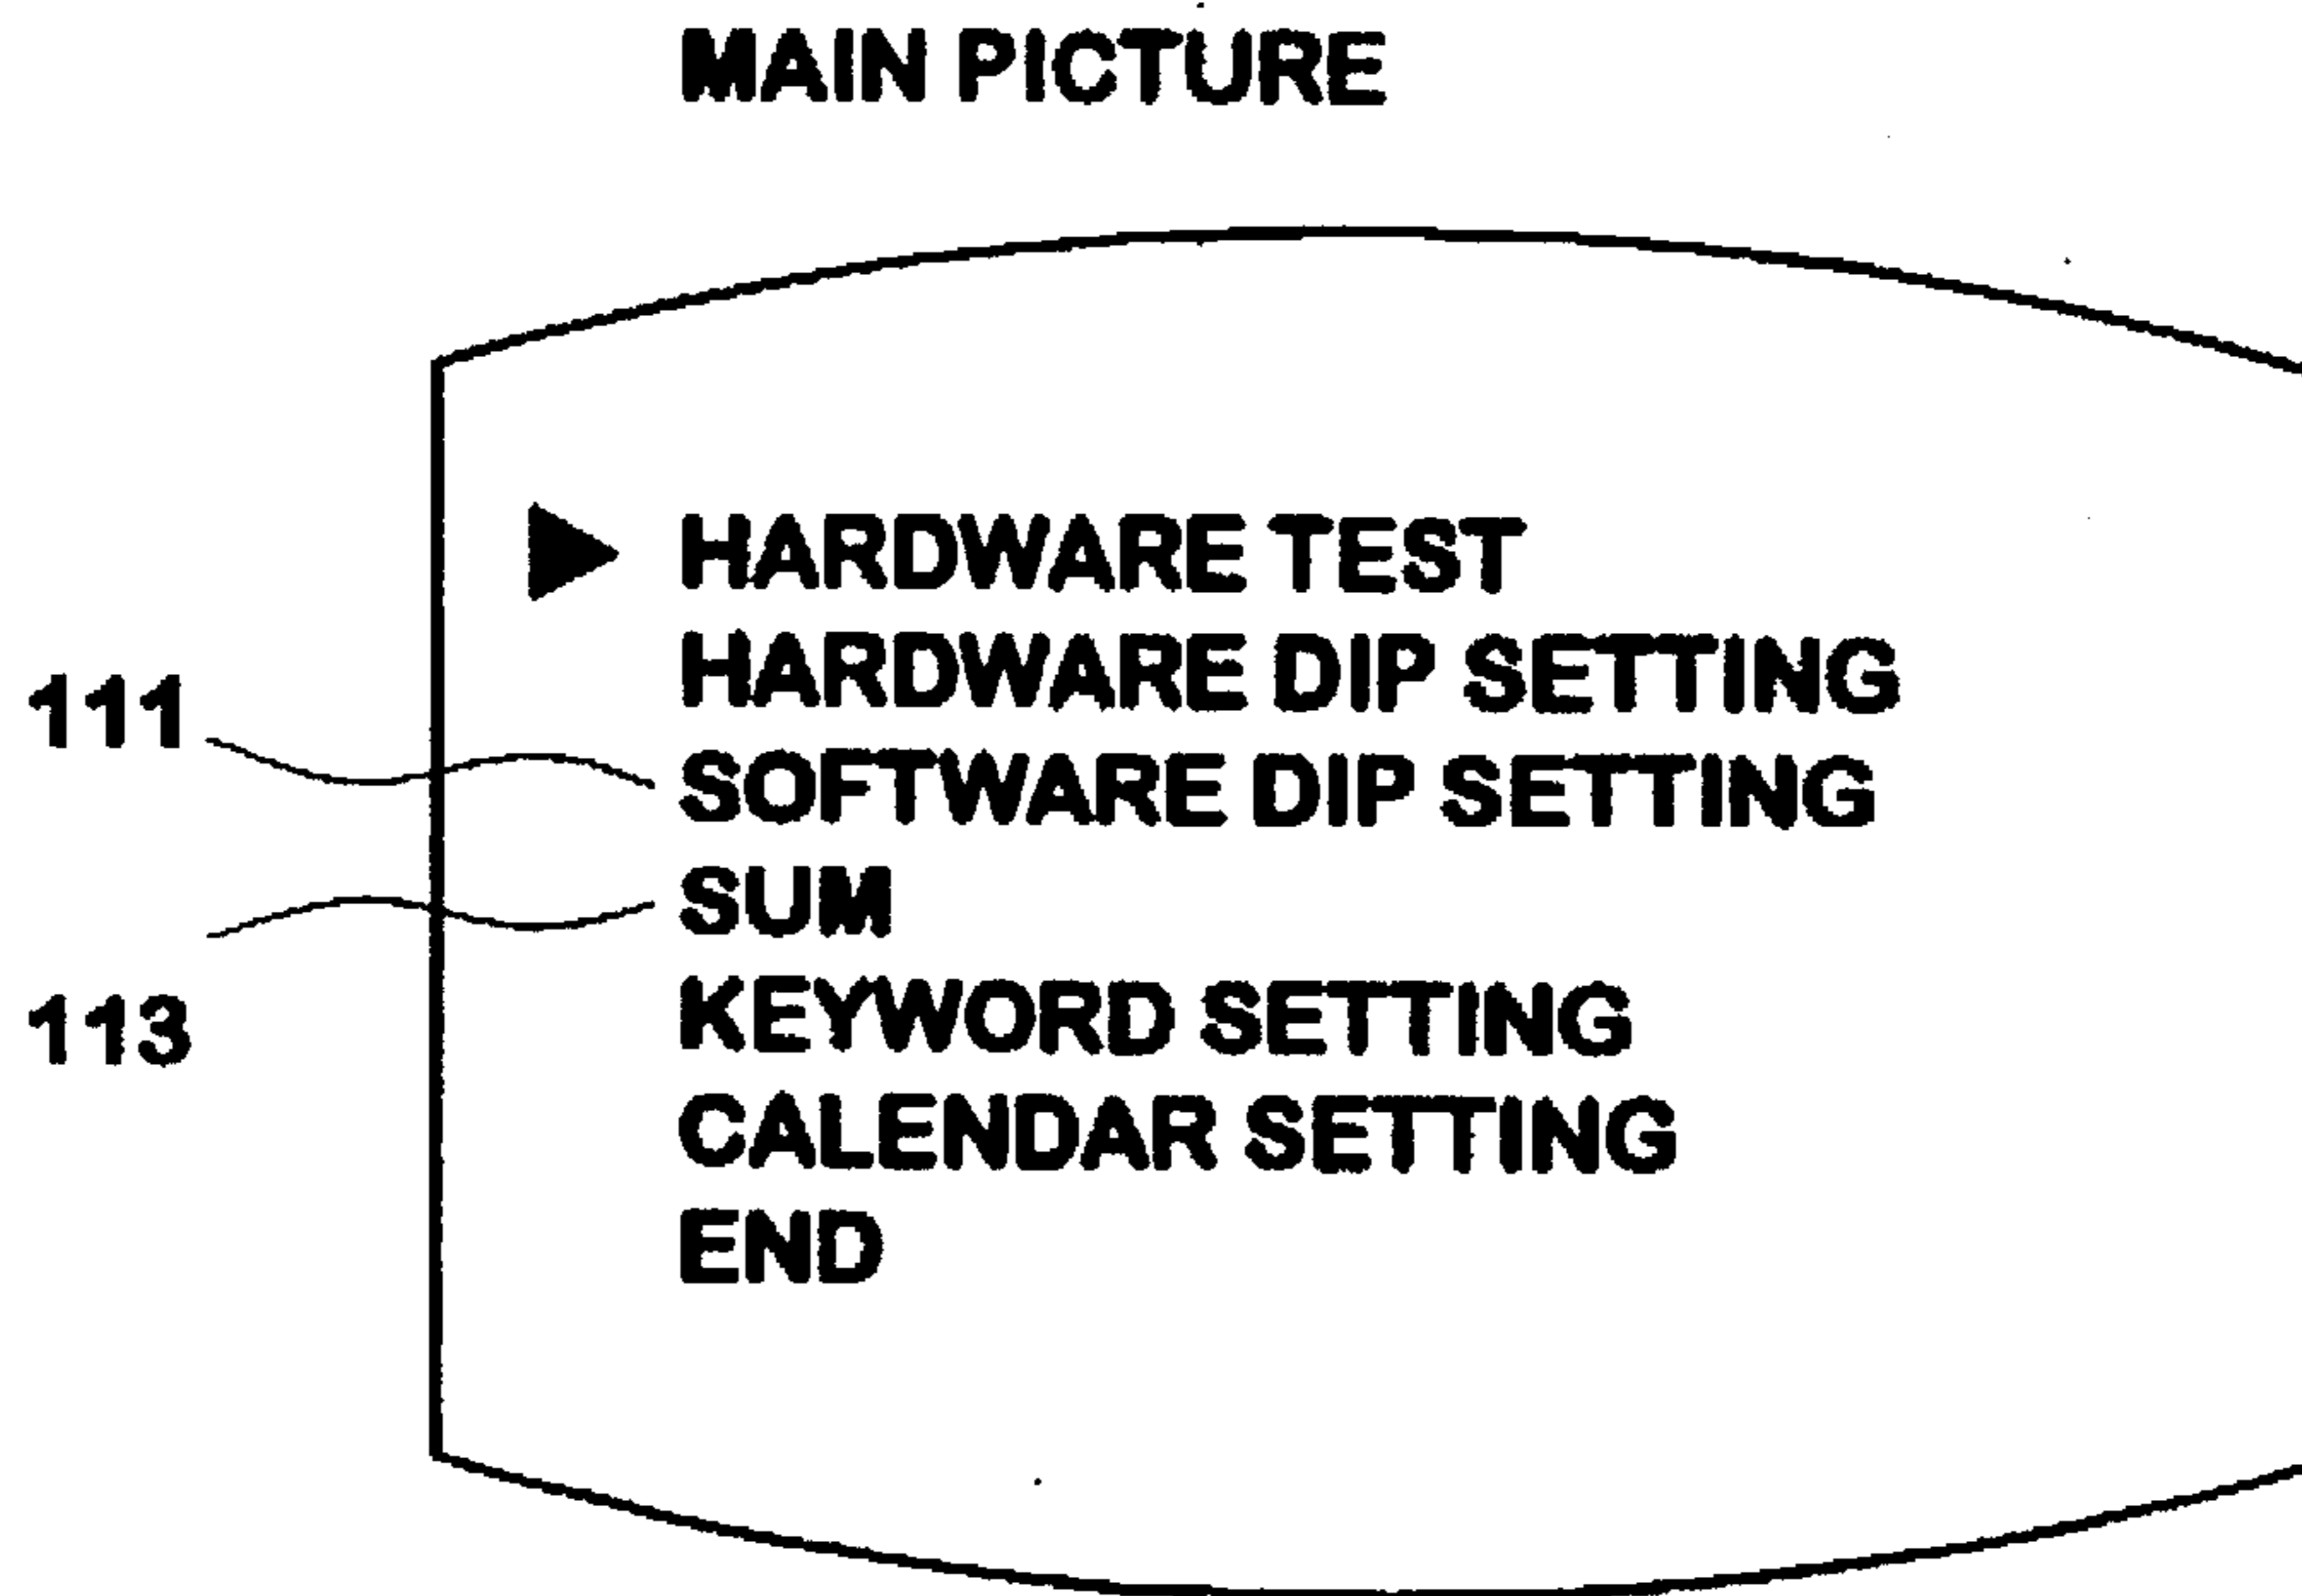 MAIN PICTURE
HARDWARE TEST
HARDWARE DIP SETTING
111
SOFTWARE DIP SETTING
SUM
113
KEYWORD SETTING
CALENDAR SETTING
END